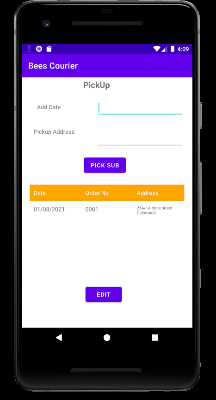 4:09
Bees Courier
PickUp
Add Date
Pickup Address
PICK SUB
Date Order No Address
01/08/2021 0001
EDIT